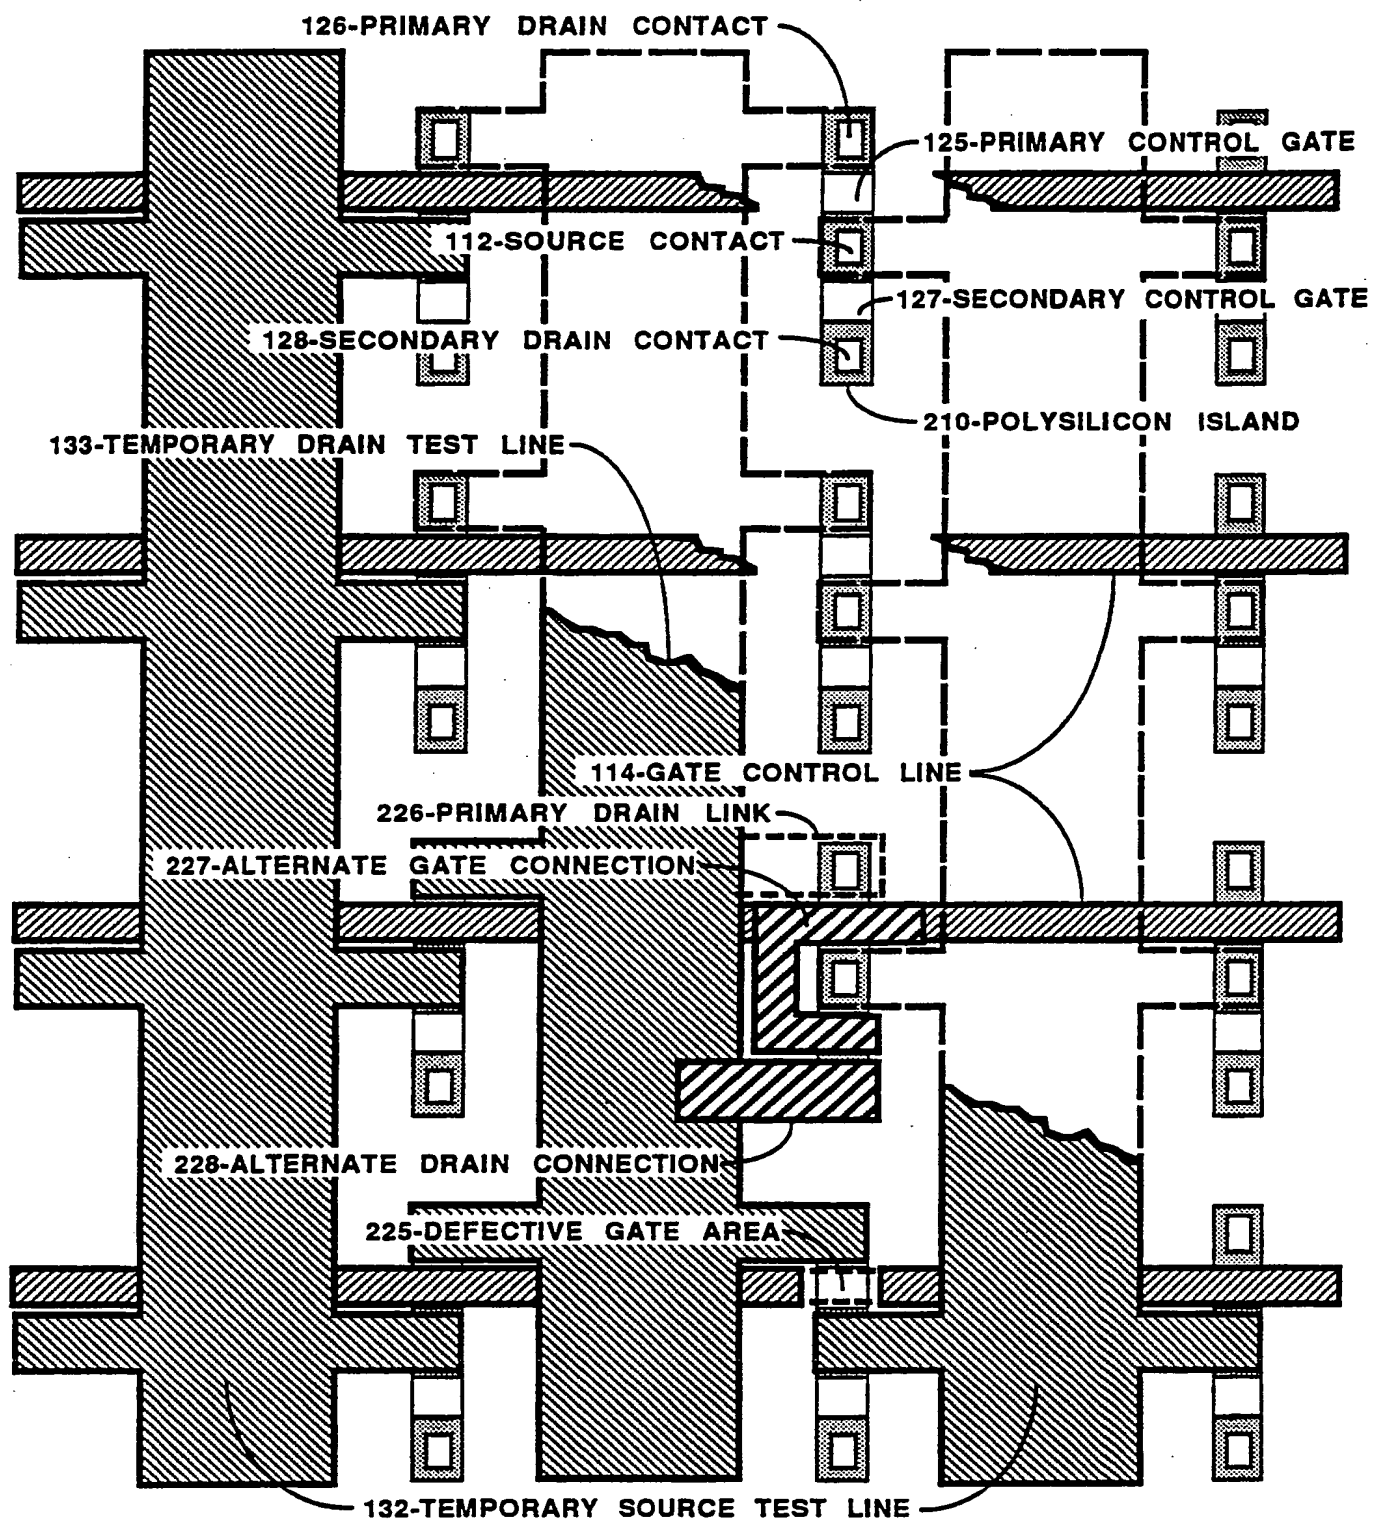 126-PRIMARY DRAIN CONTACT
125-PRIMARY CONTROL GATE
112-SOURCE CONTACT
127-SECONDARY CONTROL GATE
128-SECONDARY DRAIN CONTACT
210-POLYSILICON ISLAND
133-TEMPORARY DRAIN TEST LINE
114-GATE CONTROL LINE
226-PRIMARY DRAIN LINK
227-ALTERNATE GATE CONNECTION
228-ALTERNATE DRAIN CONNECTION
225-DEFECTIVE GATE AREA
132-TEMPORARY SOURCE TEST LINE